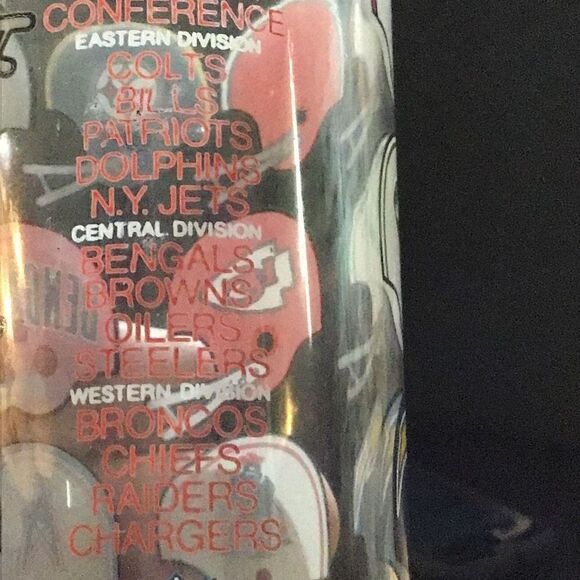 CONFERENCE
EASTERN DIVISION
COLTS
BILLS
PATRIOTS
DOLPHINS
N.Y. JETS
CENTRAL DIVISION
BENGALS
BROWNS
OILERS
STEELERS
WESTERN DIVISION
BRONCOS
CHIEFS
RAIDERS
CHARGERS